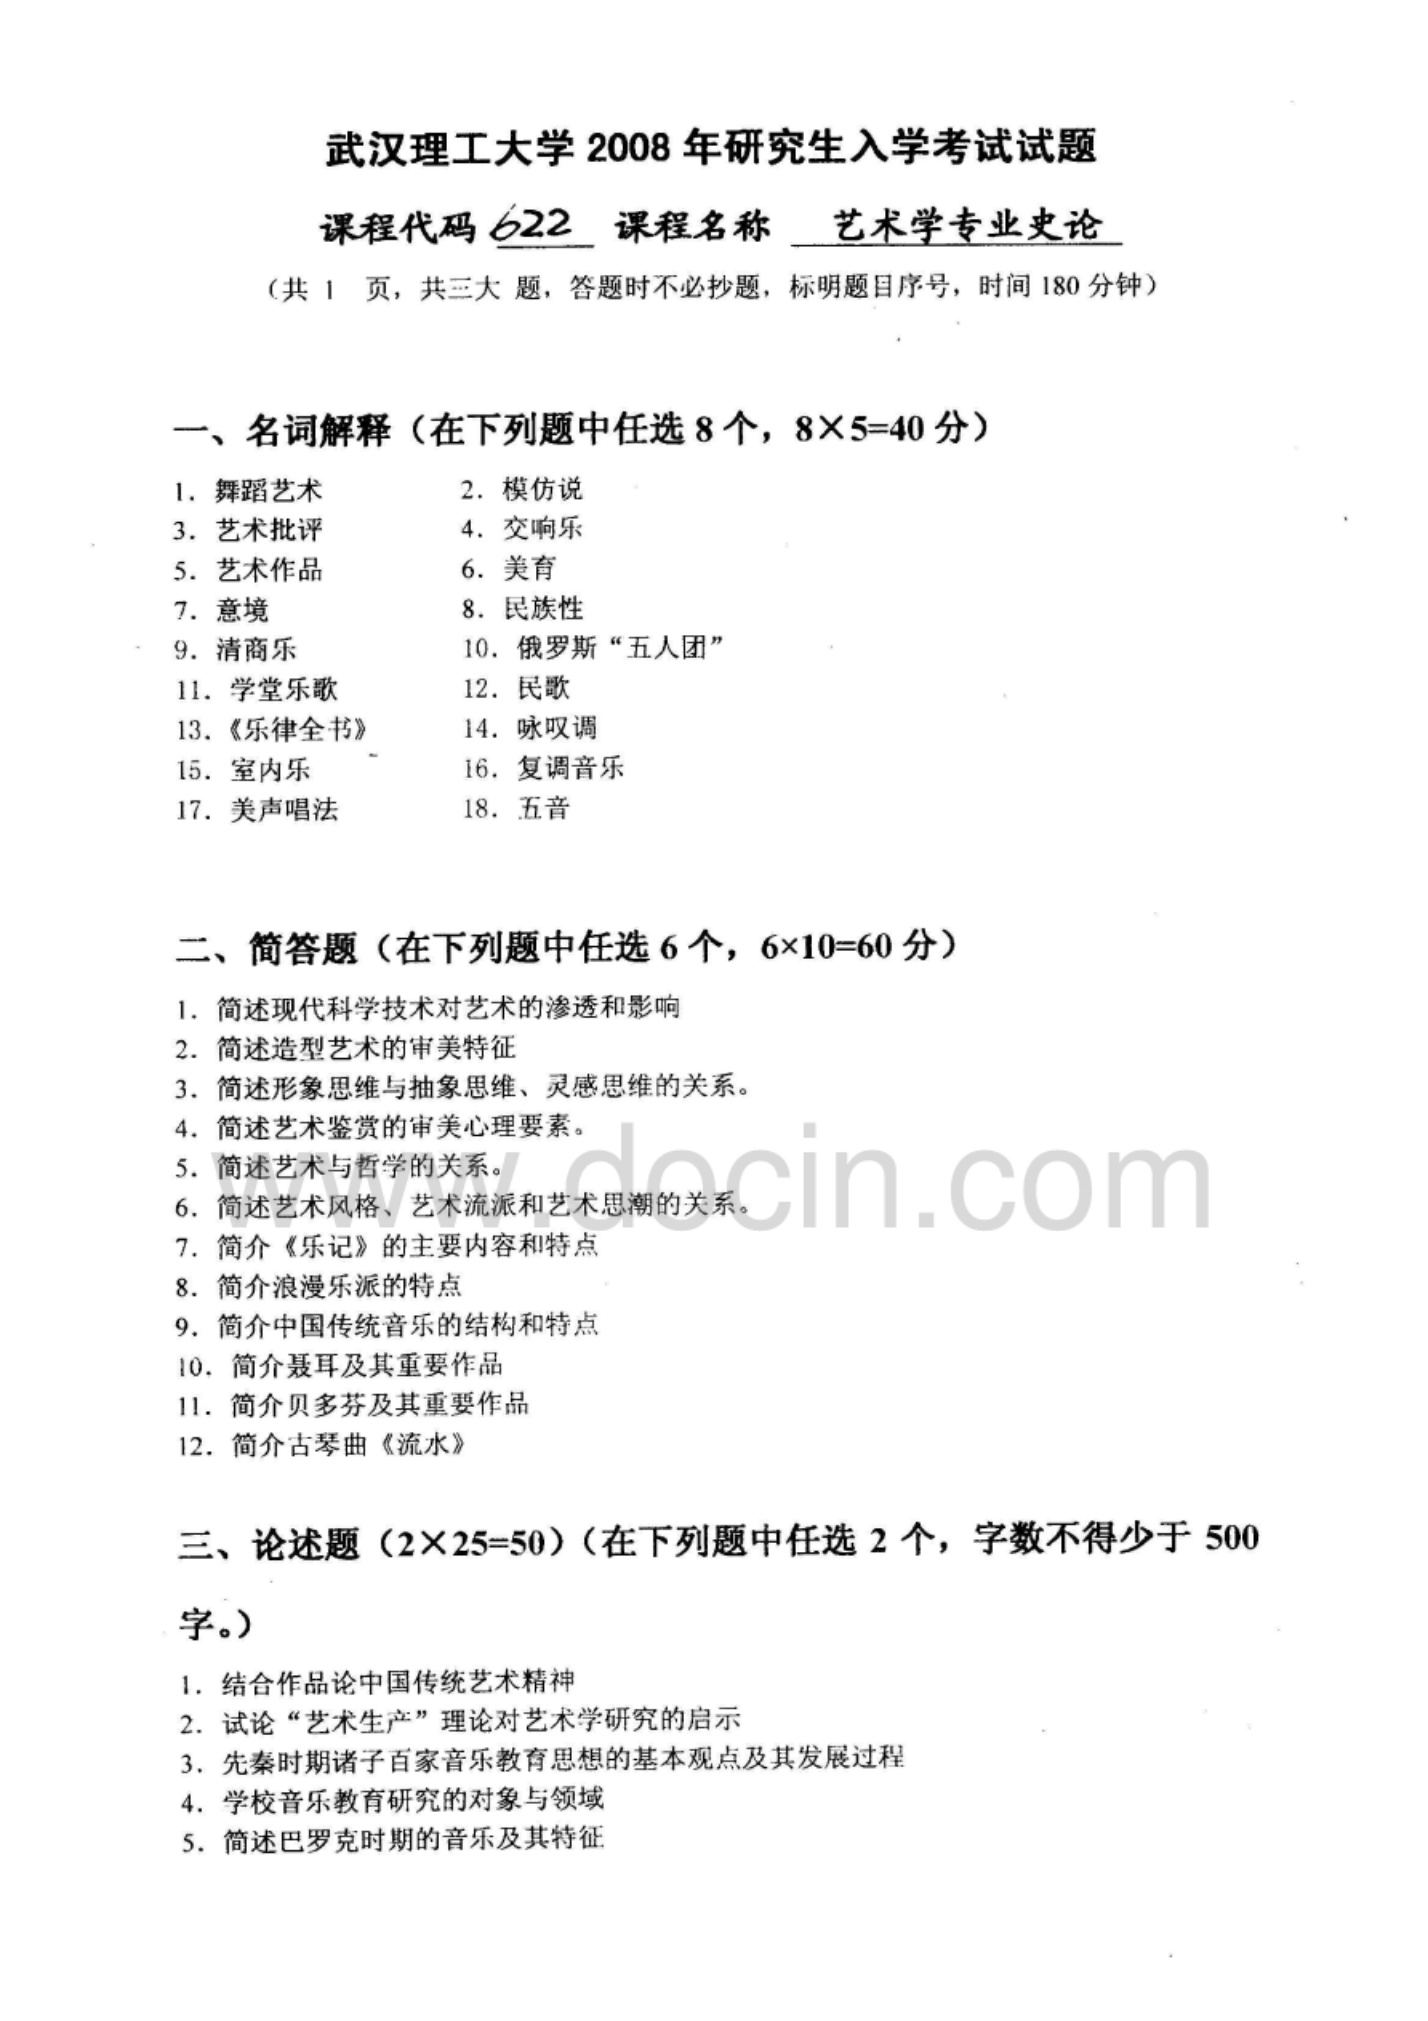 武汉理工大学 2008 年研究生入学考试试题
课程代码 622 课程名称 艺术学专业史论
（共 1 页，共三大 题，答题时不必抄题，标明题目序号，时间 180 分钟）
一、名词解释（在下列题中任选 8 个，8×5=40 分）
1. 舞蹈艺术 2. 模仿说
3. 艺术批评 4. 交响乐
5. 艺术作品 6. 美育
7. 意境 8. 民族性
9. 清商乐 10. 俄罗斯“五人团”
11. 学堂乐歌 12. 民歌
13.《乐律全书》 14. 咏叹调
15. 室内乐 16. 复调音乐
17. 美声唱法 18. 五音
二、简答题（在下列题中任选 6 个，6×10=60 分）
1. 简述现代科学技术对艺术的渗透和影响
2. 简述造型艺术的审美特征
3. 简述形象思维与抽象思维、灵感思维的关系。
4. 简述艺术鉴赏的审美心理要素。
5. 简述艺术与哲学的关系。
www.docin.com
6. 简述艺术风格、艺术流派和艺术思潮的关系。
7. 简介《乐记》的主要内容和特点
8. 简介浪漫乐派的特点
9. 简介中国传统音乐的结构和特点
10. 简介聂耳及其重要作品
11. 简介贝多芬及其重要作品
12. 简介古琴曲《流水》
三、论述题（2×25=50）（在下列题中任选 2 个，字数不得少于 500
字。）
1. 结合作品论中国传统艺术精神
2. 试论“艺术生产”理论对艺术学研究的启示
3. 先秦时期诸子百家音乐教育思想的基本观点及其发展过程
4. 学校音乐教育研究的对象与领域
5. 简述巴罗克时期的音乐及其特征